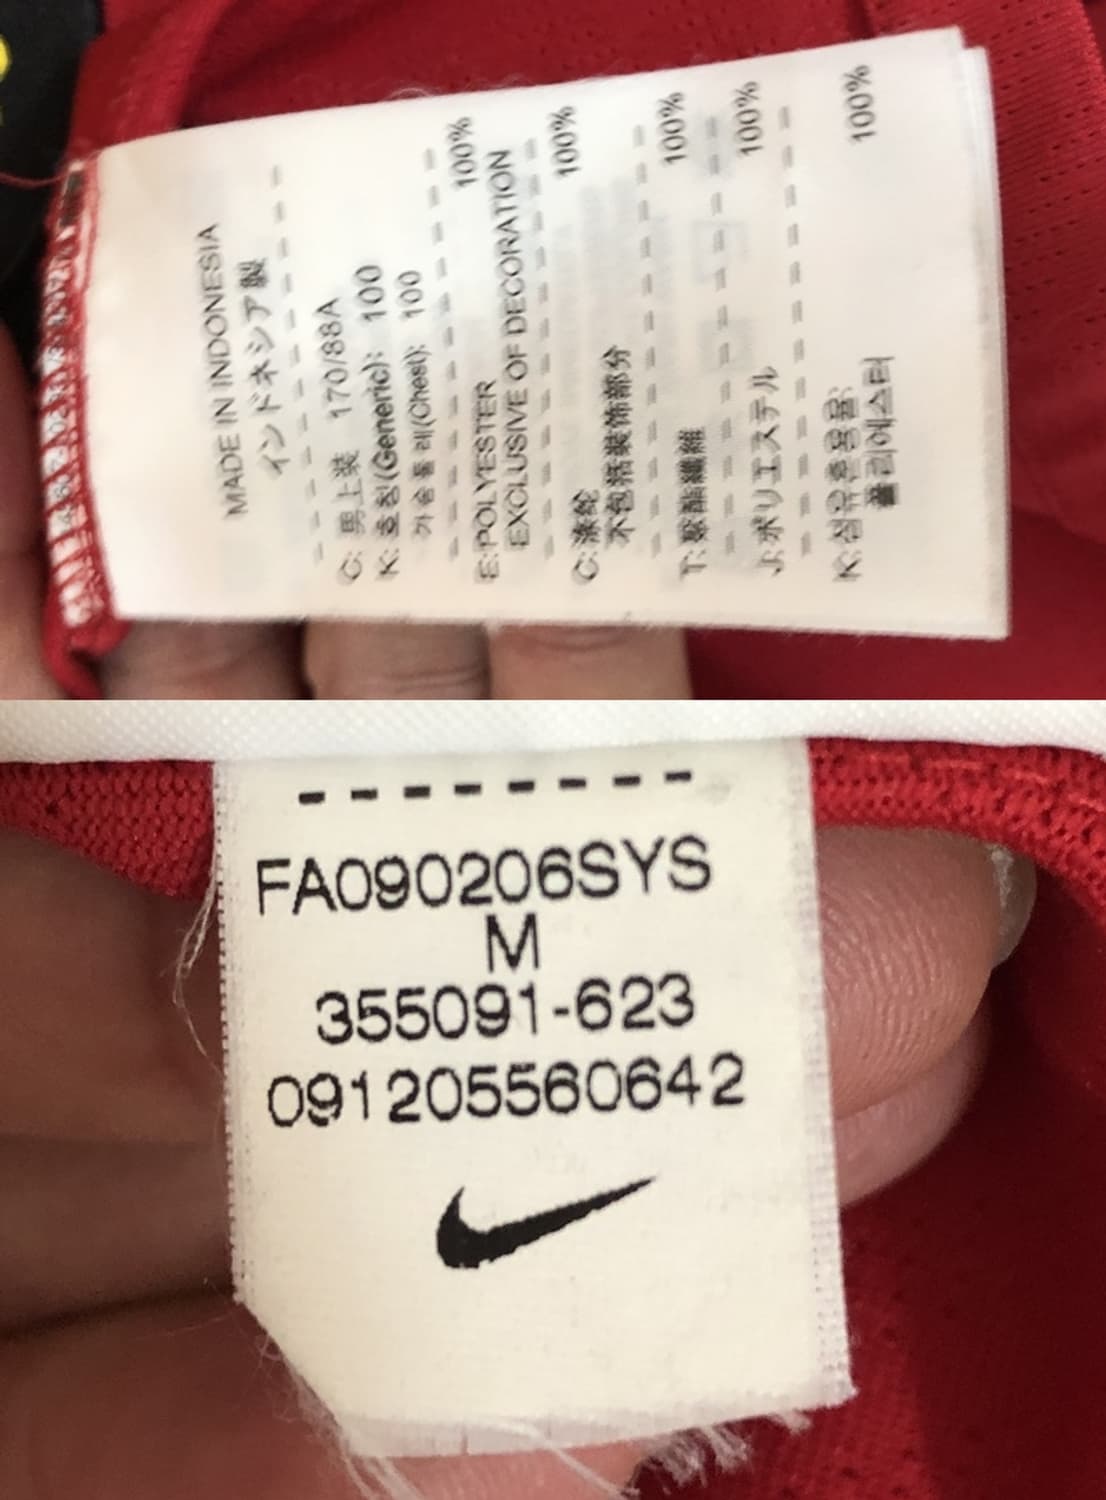 MADE IN INDONESIA
インドネシア製
C: 男上装 170/88A
K: 호칭(Generic): 100
가슴둘레(Chest): 100
E: POLYESTER 100%
EXCLUSIVE OF DECORATION
C: 涤纶 100%
不包括装饰部分
T: 聚酯纖維 100%
J: ポリエステル 100%
K: 섬유혼용율: 100%
폴리에스터
FA090206SYS
M
355091-623
091205560642